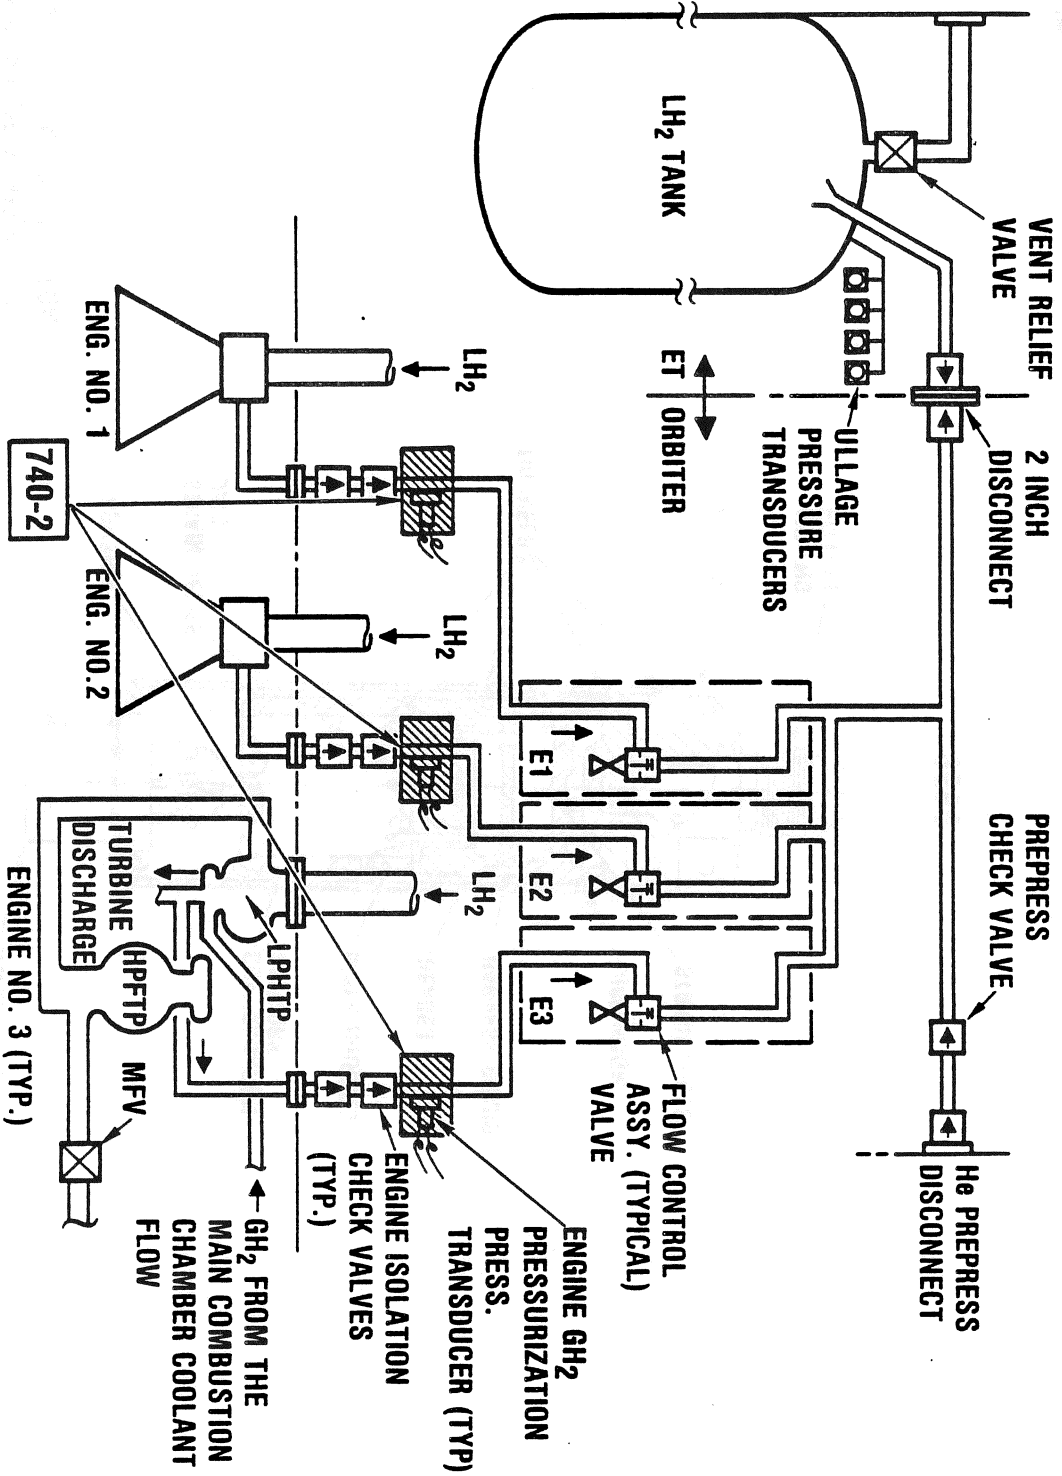 VENT RELIEF
VALVE
2 INCH
DISCONNECT
PREPRESS
CHECK VALVE
He PREPRESS
DISCONNECT
LH2 TANK
ULLAGE
PRESSURE
TRANSDUCERS
ET
ORBITER
E1
E2
E3
FLOW CONTROL
ASSY. (TYPICAL)
VALVE
ENGINE GH2
PRESSURIZATION
PRESS.
TRANSDUCER (TYP)
ENGINE ISOLATION
CHECK VALVES
(TYP.)
LH2
LH2
LH2
GH2 FROM THE
MAIN COMBUSTION
CHAMBER COOLANT
FLOW
LPHTP
HPFTP
TURBINE
DISCHARGE
MFV
ENG. NO. 1
ENG. NO.2
ENGINE NO. 3 (TYP.)
740-2